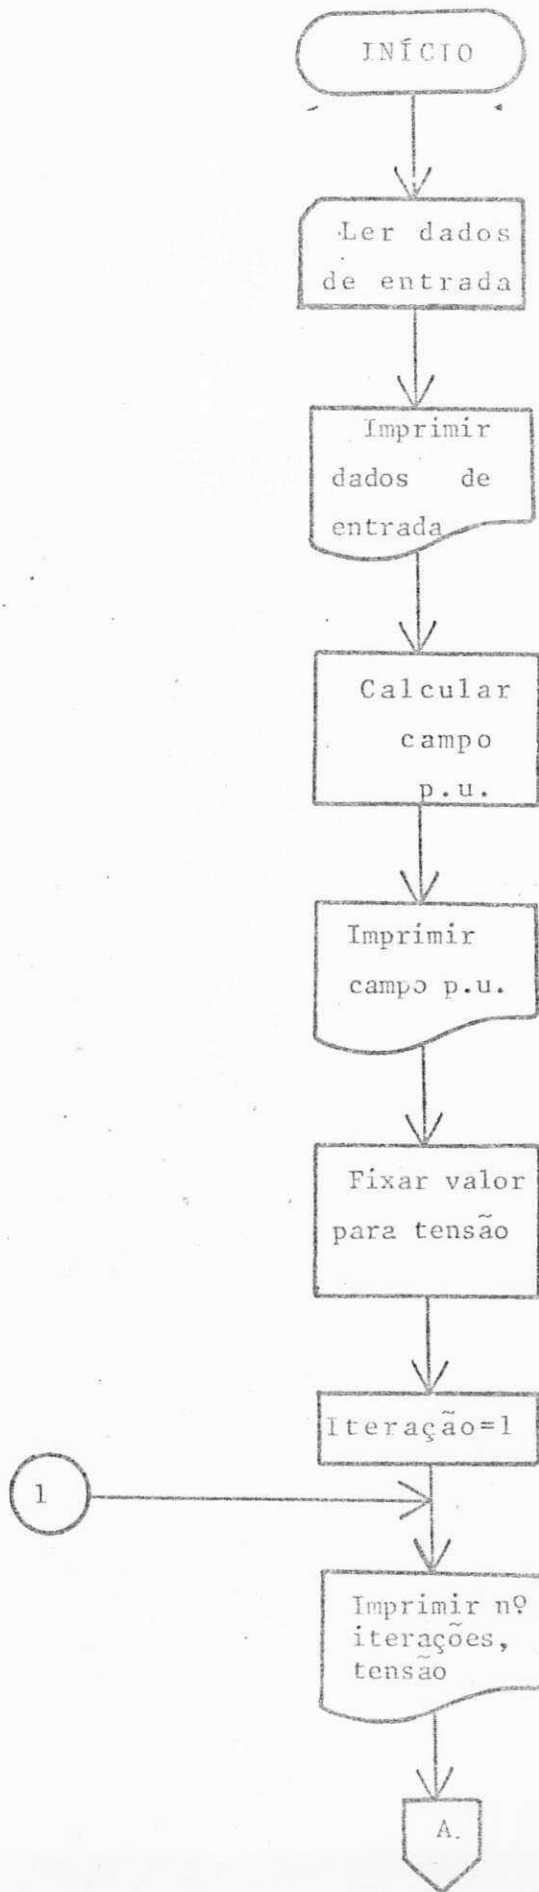 INÍCIO
Ler dados
de entrada
Imprimir
dados de
entrada
Calcular
campo
p.u.
Imprimir
campo p.u.
Fixar valor
para tensão
Iteração=1
1
Imprimir nº
iterações,
tensão
A.